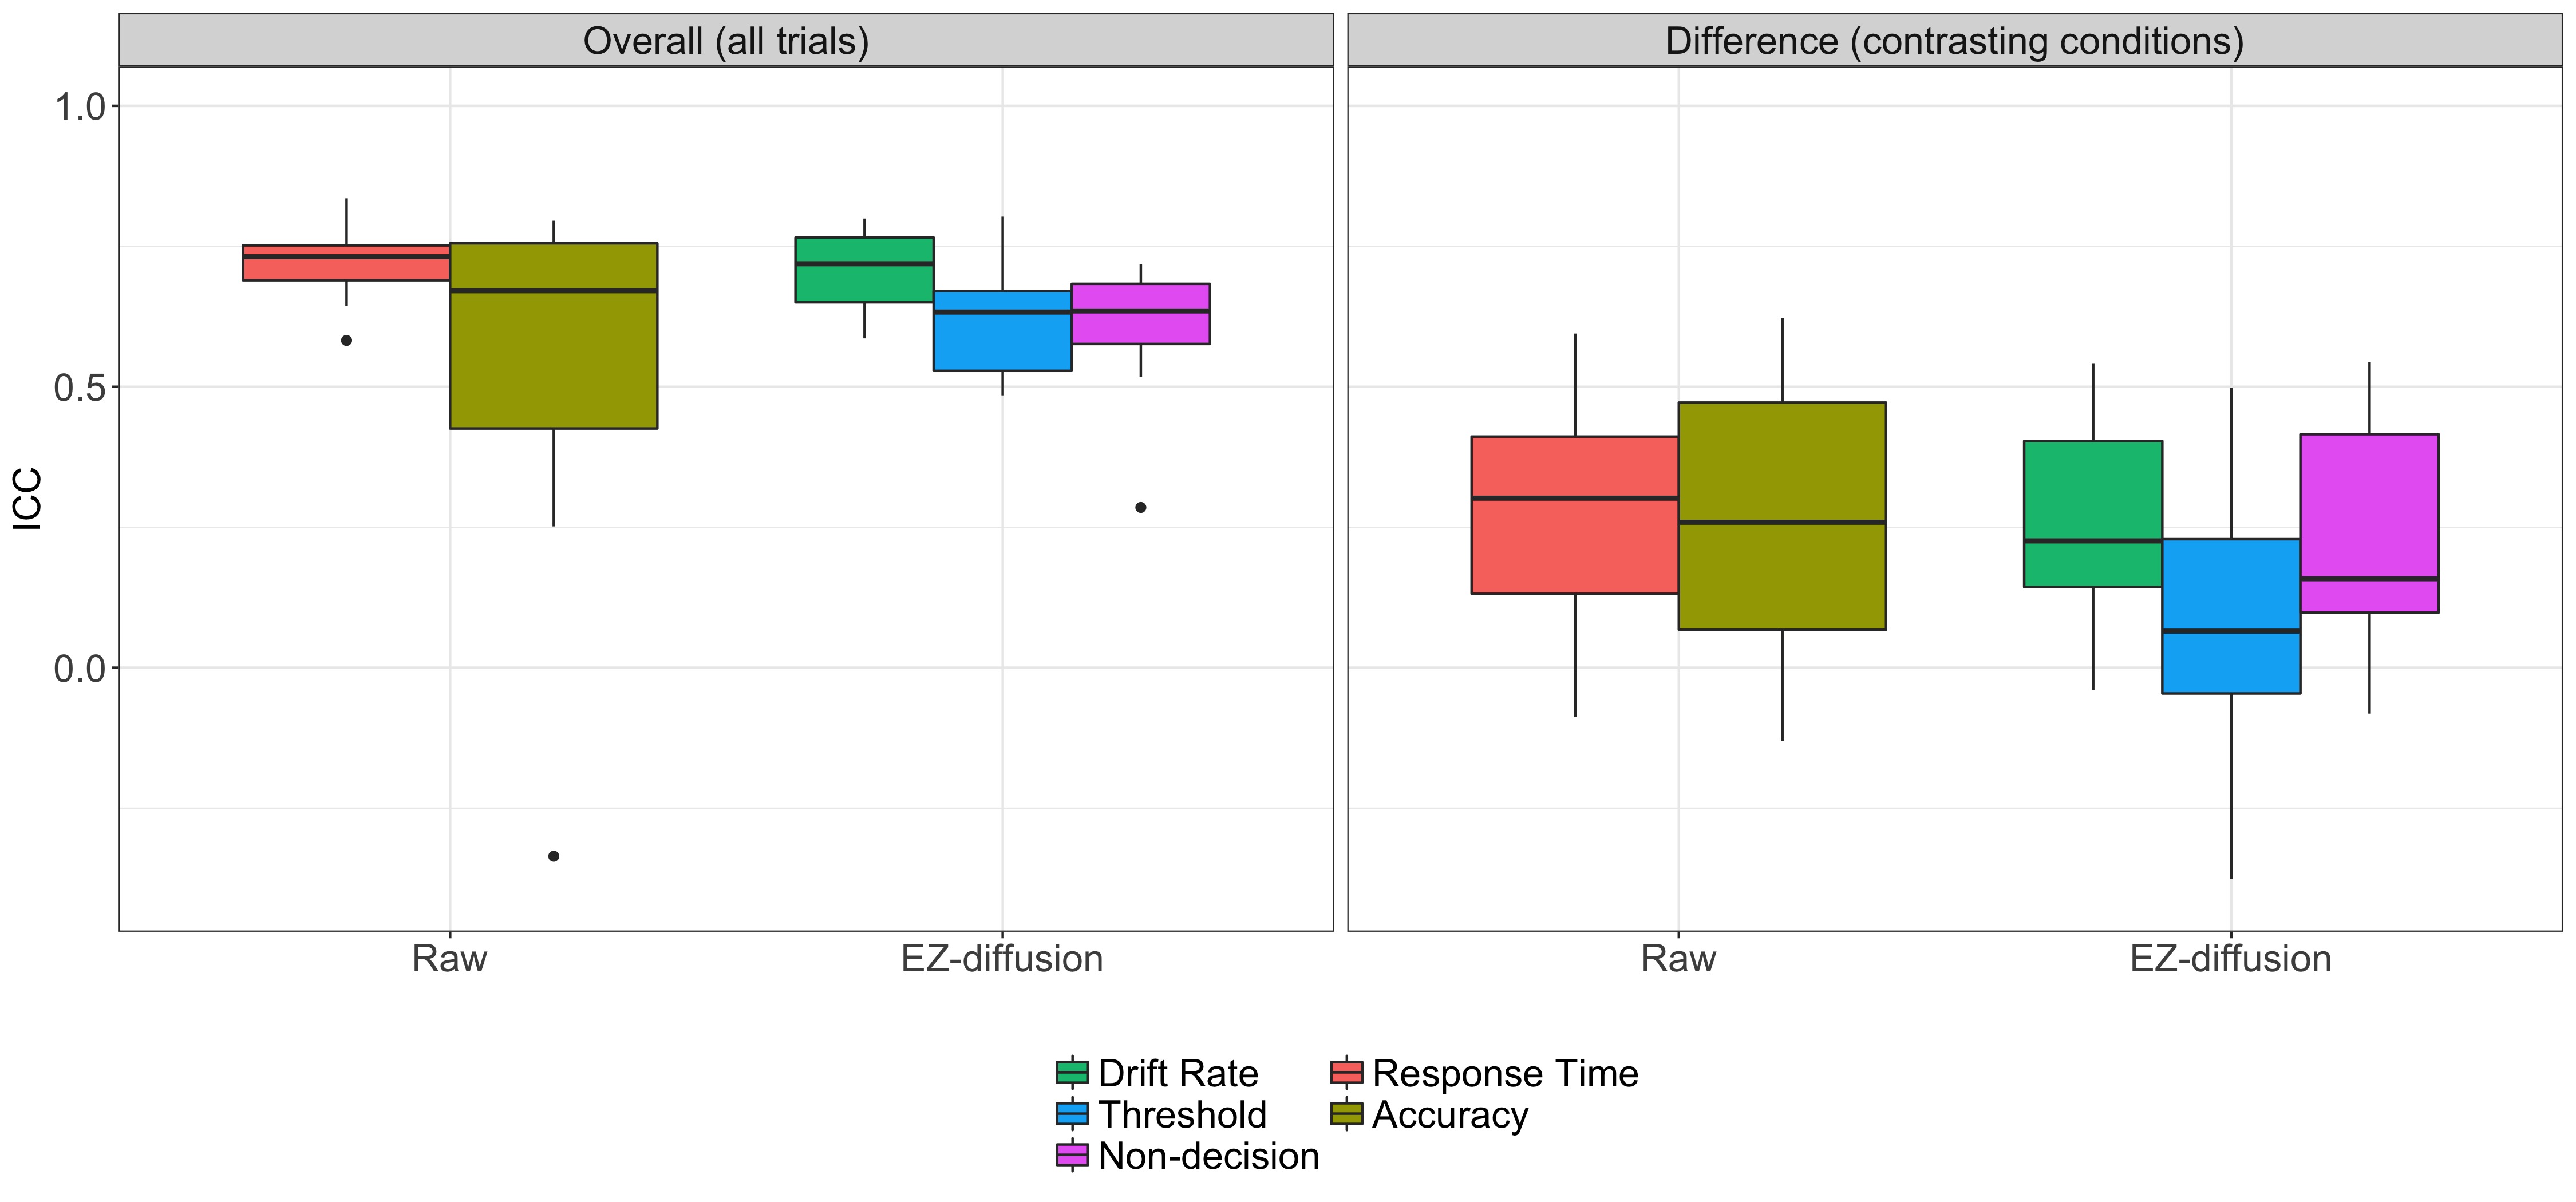 Overall (all trials)
Difference (contrasting conditions)
ICC
1.0
0.5
0.0
Raw
EZ-diffusion
Raw
EZ-diffusion
Drift Rate
Response Time
Threshold
Accuracy
Non-decision